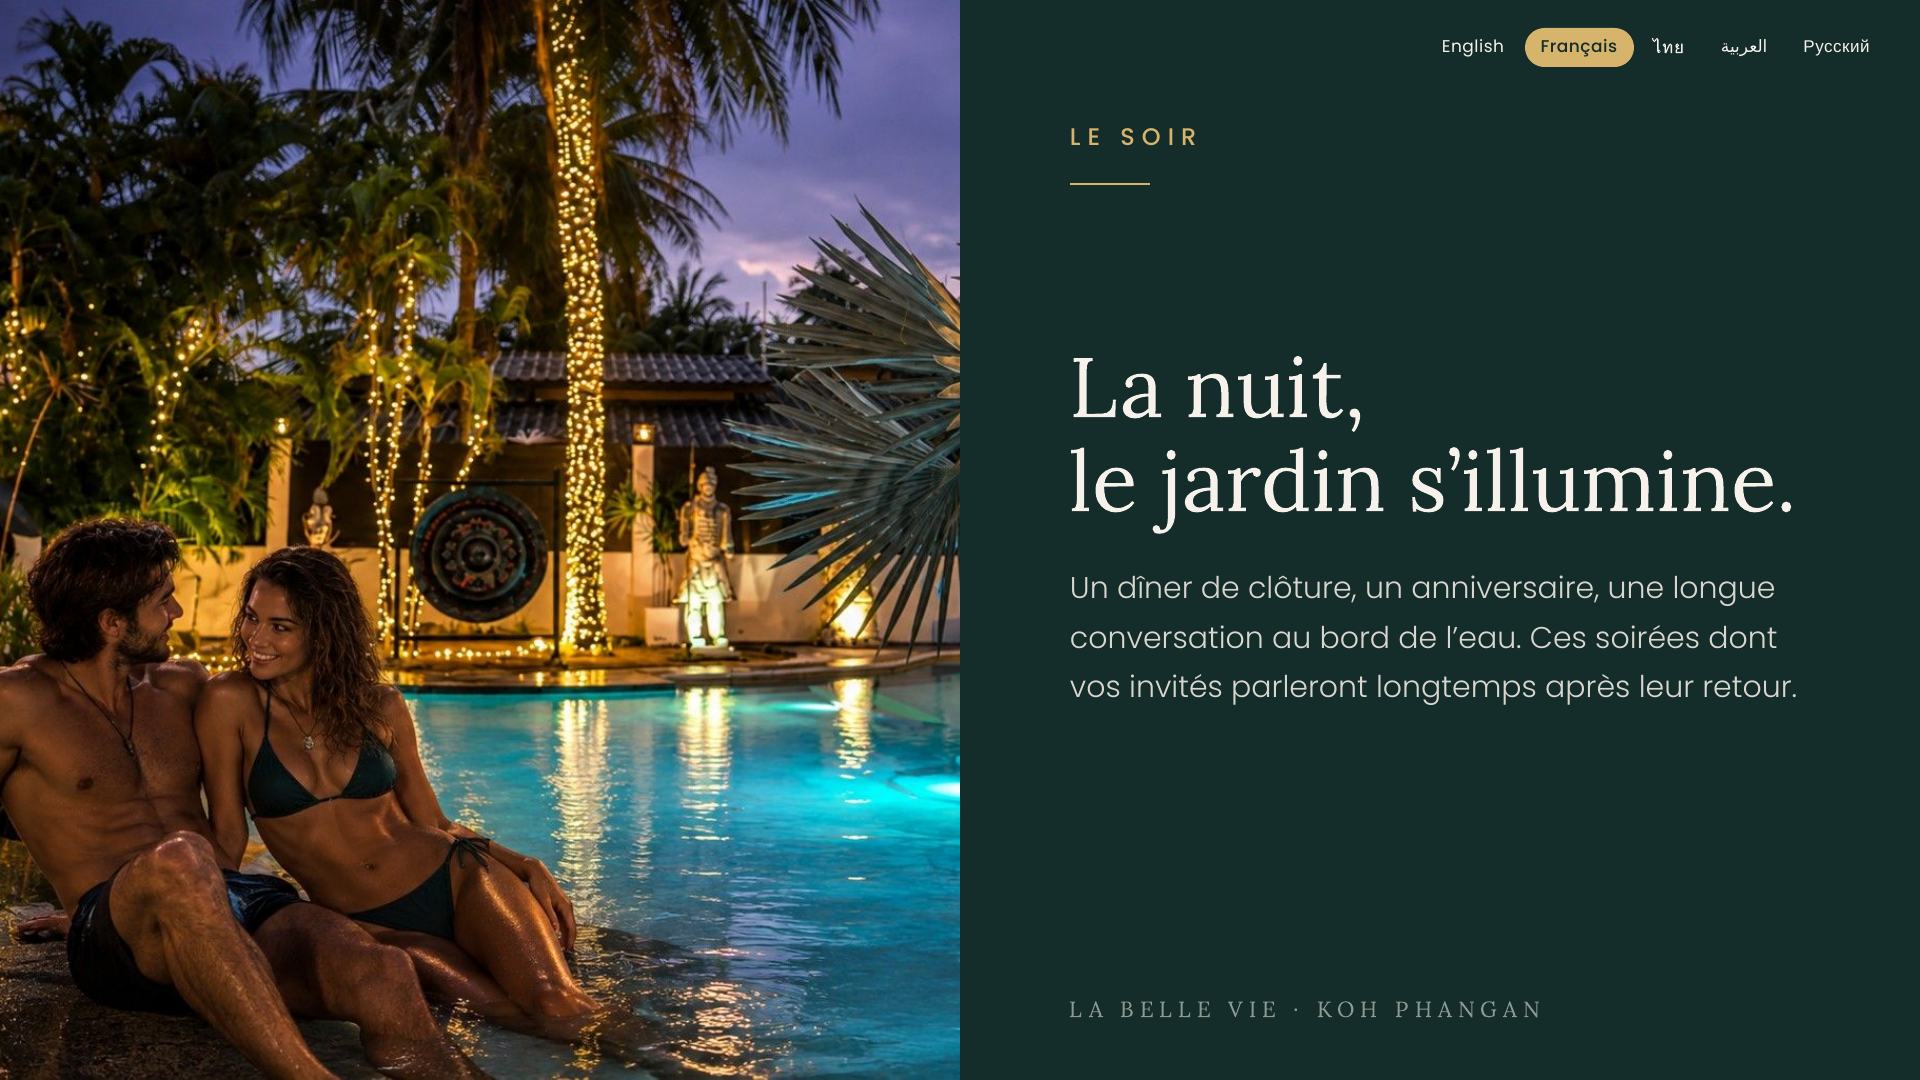 English Français ไทย العربية Русский
LE SOIR
La nuit,
le jardin s’illumine.
Un dîner de clôture, un anniversaire, une longue
conversation au bord de l’eau. Ces soirées dont
vos invités parleront longtemps après leur retour.
LA BELLE VIE · KOH PHANGAN